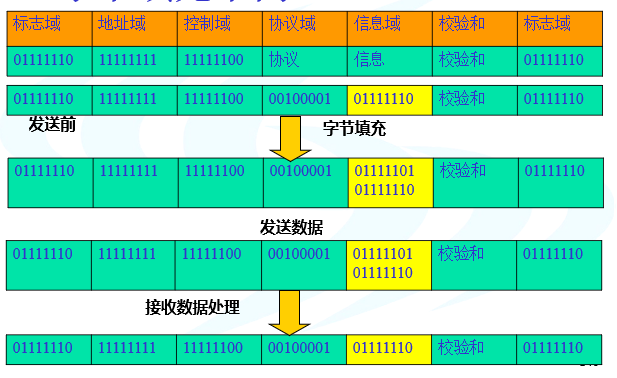 标志域 地址域 控制域 协议域 信息域 校验和 标志域
01111110 11111111 11111100 协议 信息 校验和 01111110
01111110 11111111 11111100 00100001 01111110 校验和 01111110
发送前 字节填充
01111110 11111111 11111100 00100001 01111101 校验和 01111110
01111110
发送数据
01111110 11111111 11111100 00100001 01111101 校验和 01111110
01111110
接收数据处理
01111110 11111111 11111100 00100001 01111110 校验和 01111110